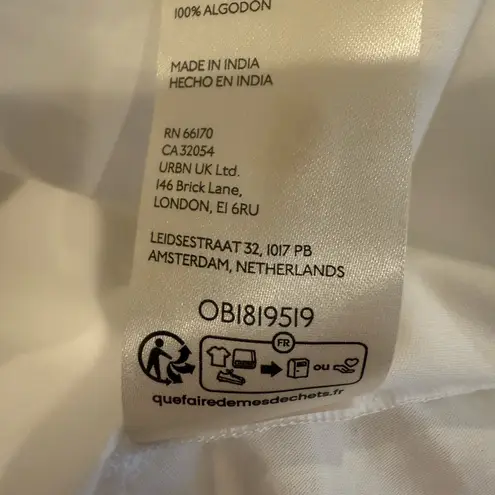 100% ALGODÓN
MADE IN INDIA
HECHO EN INDIA
RN 66170
CA 32054
URBN UK Ltd.
146 Brick Lane,
LONDON, E1 6RU
LEIDSESTRAAT 32, 1017 PB
AMSTERDAM, NETHERLANDS
OB1819519
FR
ou
quefairedemesdechets.fr